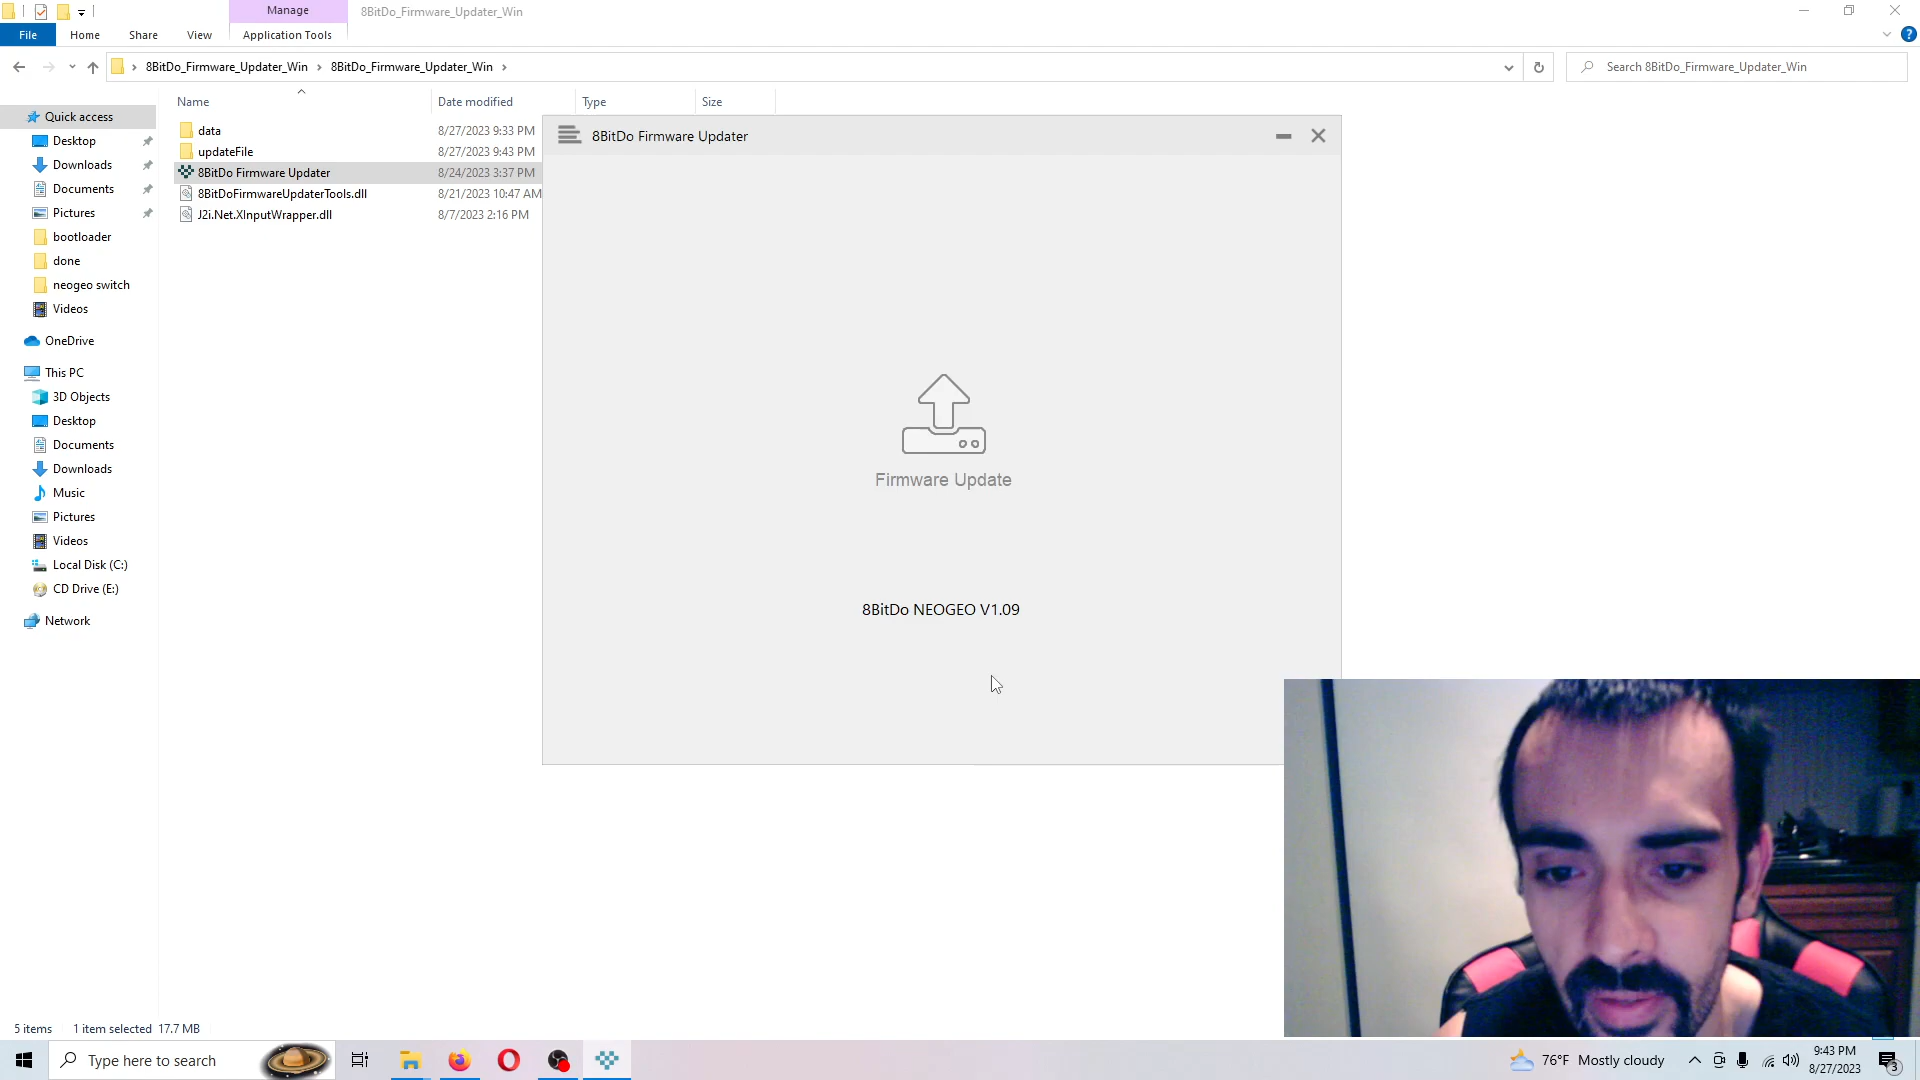 Manage
8BitDo_Firmware_Updater_Win
File
Home
Share
View
Application Tools
8BitDo_Firmware_Updater_Win
8BitDo_Firmware_Updater_Win
Search 8BitDo_Firmware_Updater_Win
Name
Date modified
Type
Size
Quick access
Desktop
Downloads
Documents
Pictures
bootloader
done
neogeo switch
Videos
OneDrive
This PC
3D Objects
Desktop
Documents
Downloads
Music
Pictures
Videos
Local Disk (C:)
CD Drive (E:)
Network
data 8/27/2023 9:33 PM
updateFile 8/27/2023 9:43 PM
8BitDo Firmware Updater 8/24/2023 3:37 PM
8BitDoFirmwareUpdaterTools.dll 8/21/2023 10:47 AM
J2i.Net.XInputWrapper.dll 8/7/2023 2:16 PM
8BitDo Firmware Updater
Firmware Update
8BitDo NEOGEO V1.09
5 items 1 item selected 17.7 MB
Type here to search
76°F Mostly cloudy
9:43 PM
8/27/2023
3